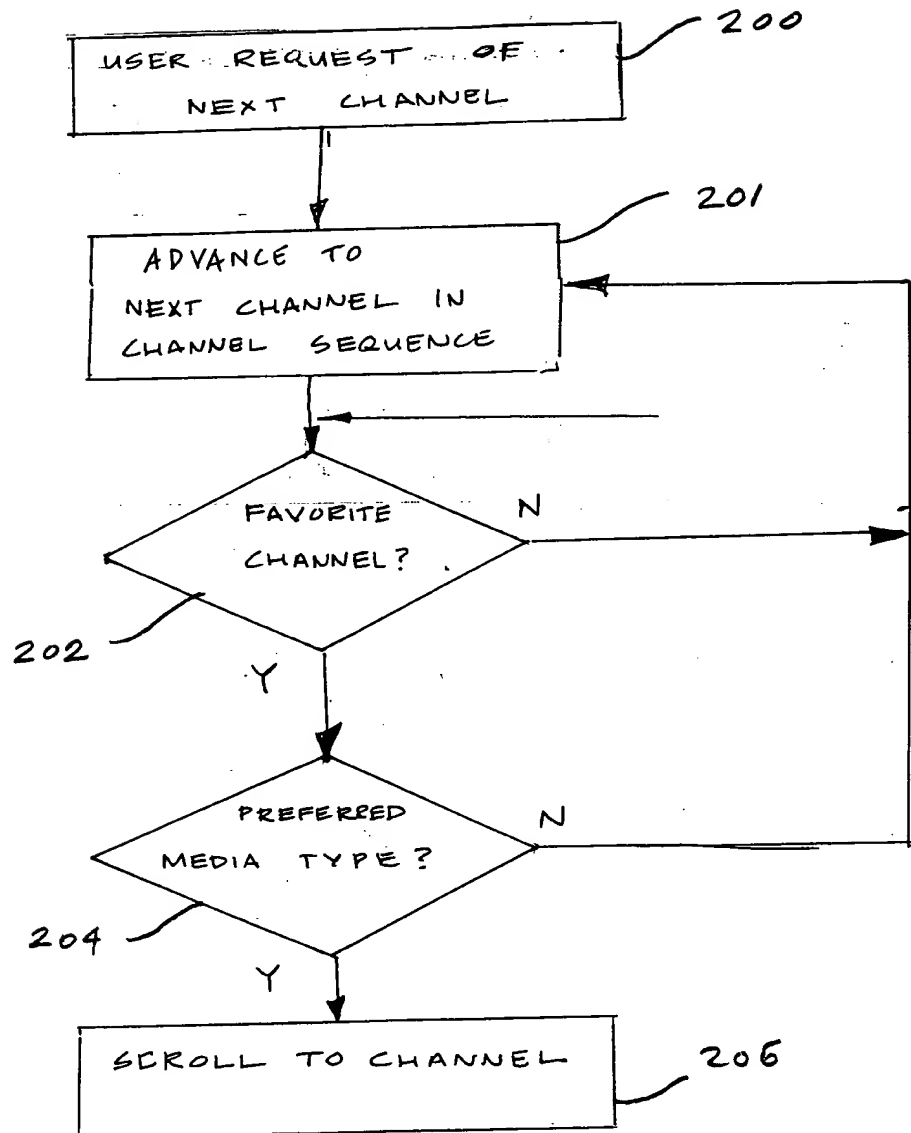 200
USER REQUEST OF
NEXT CHANNEL
201
ADVANCE TO
NEXT CHANNEL IN
CHANNEL SEQUENCE
FAVORITE
CHANNEL?
N
202
Y
PREFERRED
MEDIA TYPE?
N
204
Y
SCROLL TO CHANNEL
206